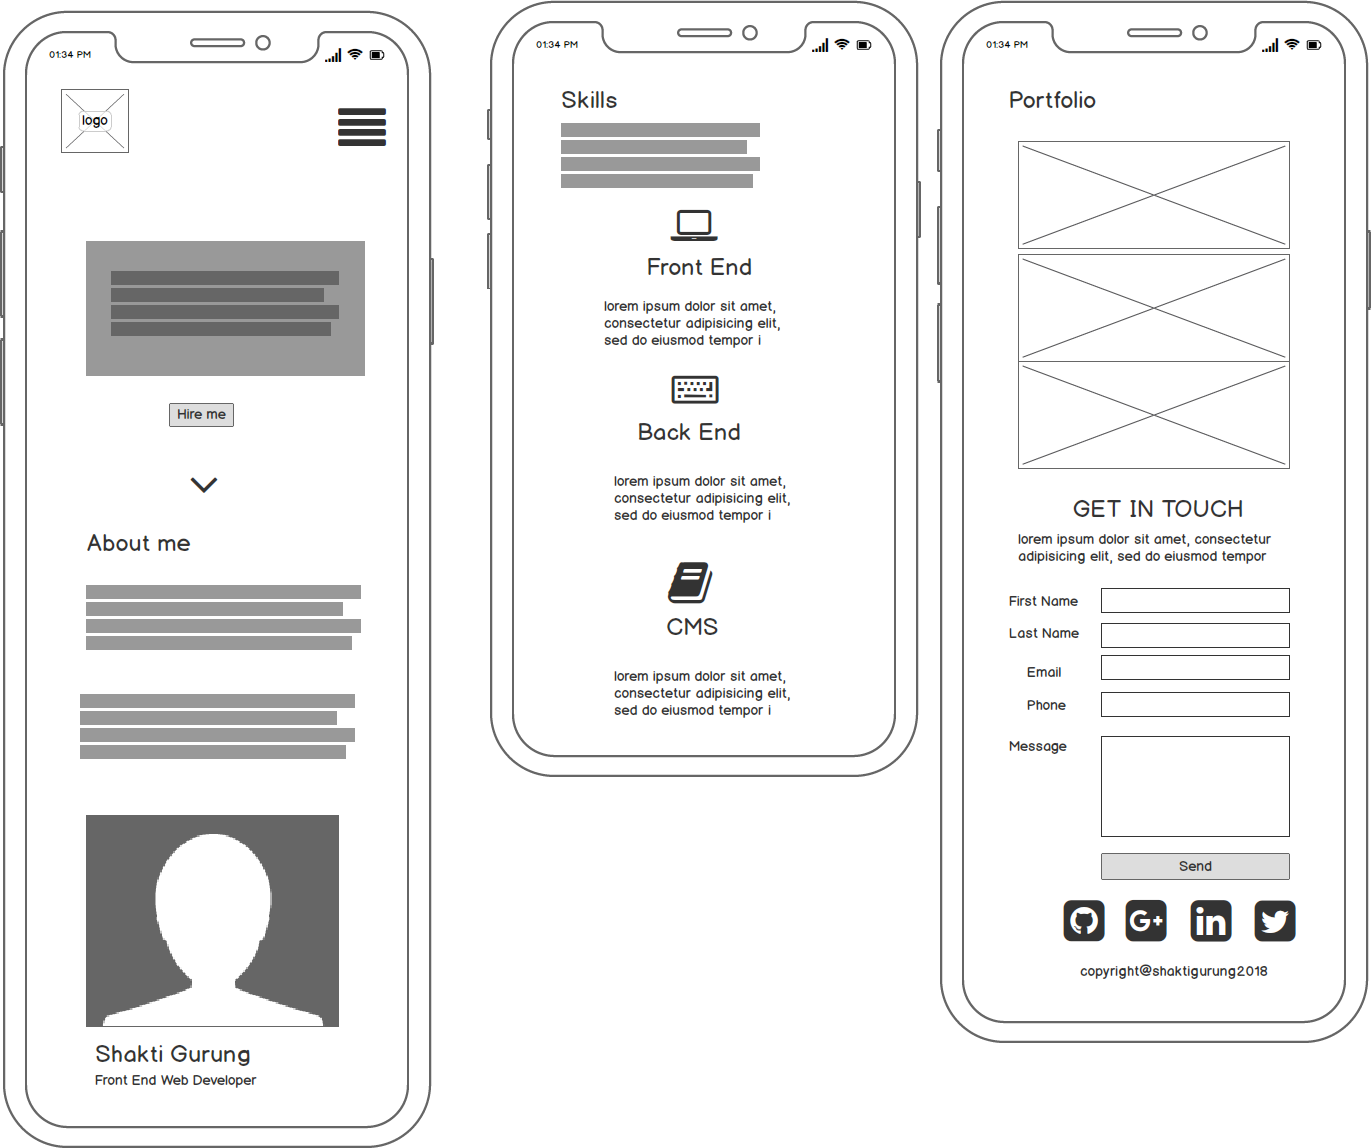 01:34 PM
logo
Hire me
About me
Shakti Gurung
Front End Web Developer
01:34 PM
Skills
Front End
lorem ipsum dolor sit amet,
consectetur adipisicing elit,
sed do eiusmod tempor i
Back End
lorem ipsum dolor sit amet,
consectetur adipisicing elit,
sed do eiusmod tempor i
CMS
lorem ipsum dolor sit amet,
consectetur adipisicing elit,
sed do eiusmod tempor i
01:34 PM
Portfolio
GET IN TOUCH
lorem ipsum dolor sit amet, consectetur
adipisicing elit, sed do eiusmod tempor
First Name
Last Name
Email
Phone
Message
Send
G+
in
copyright@shaktigurung2018